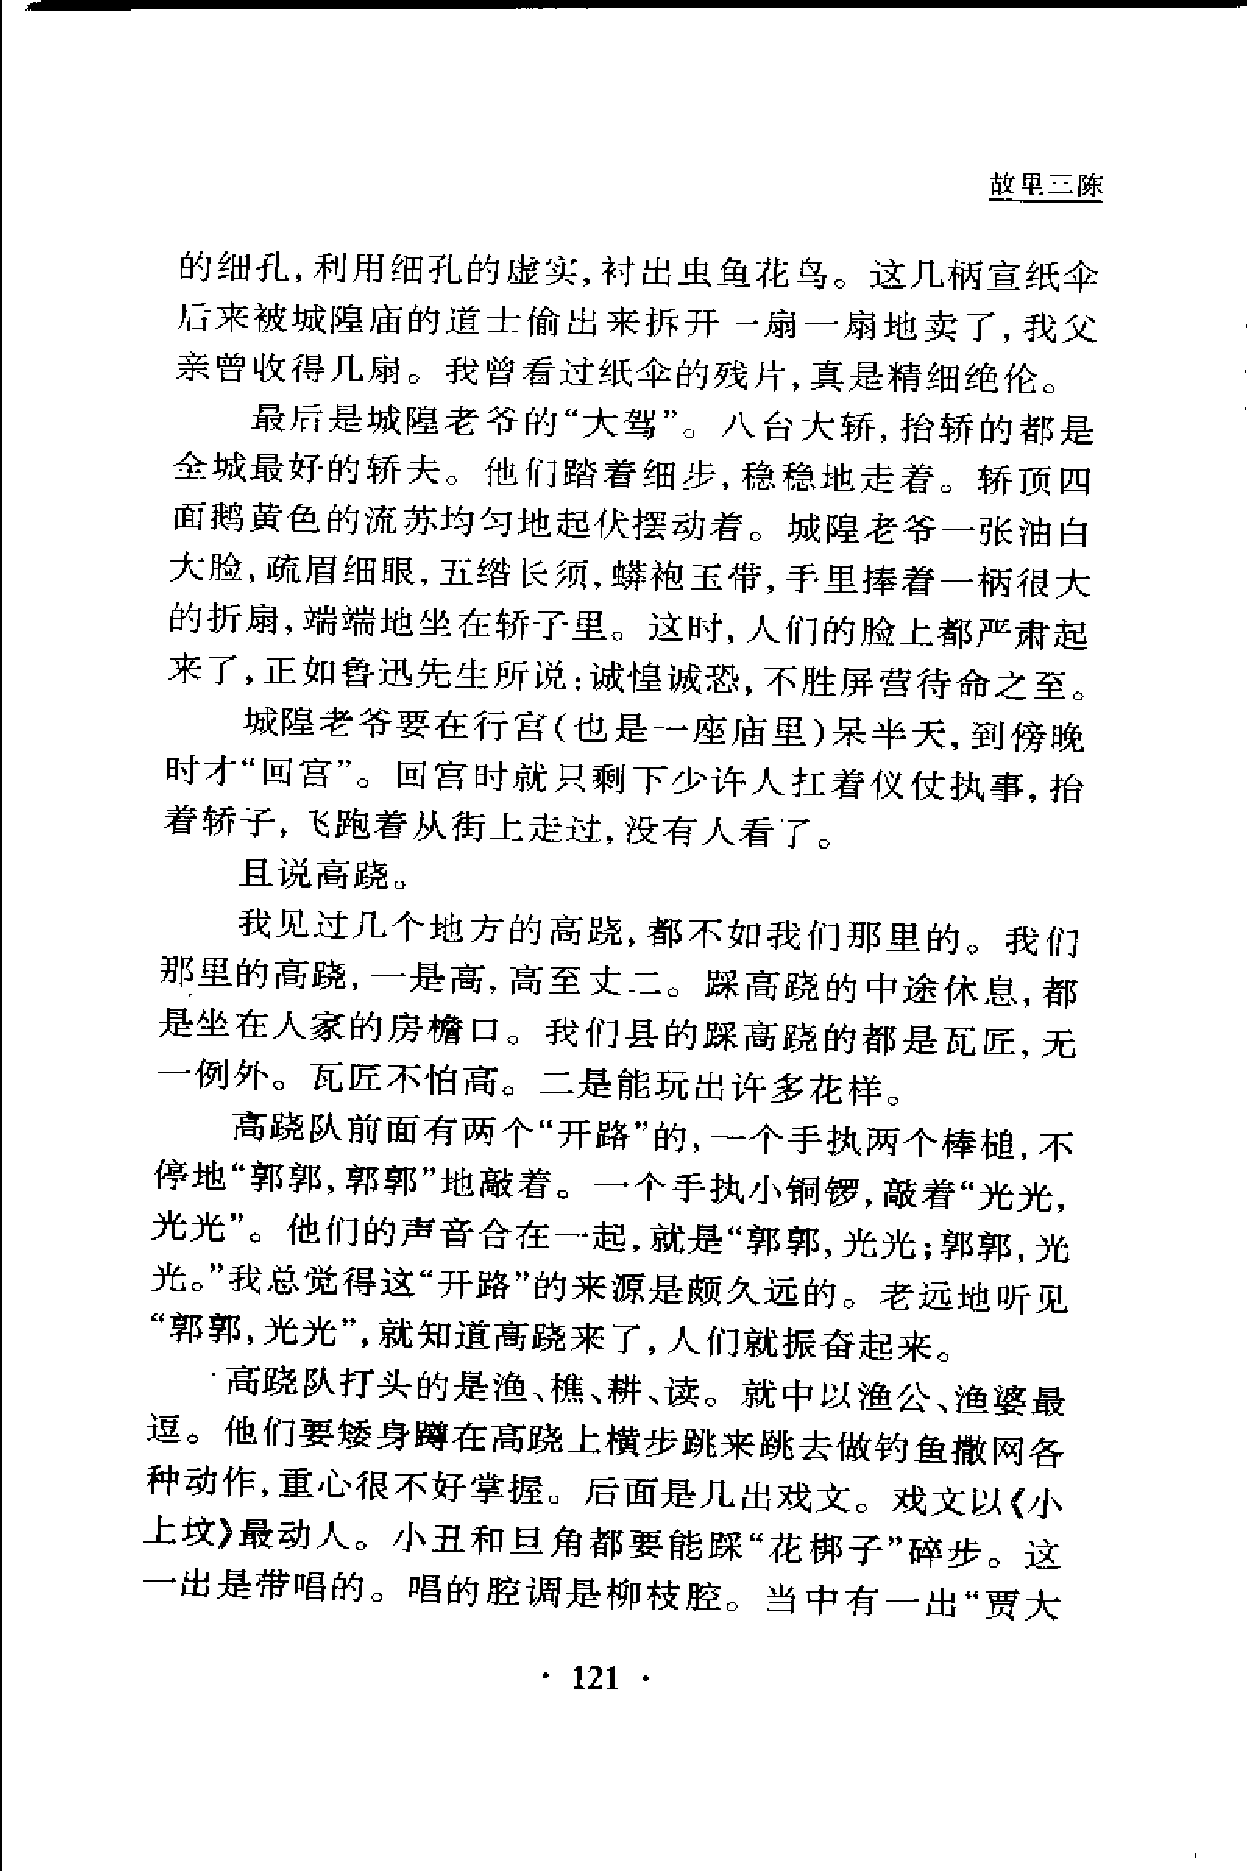 故里三陈
的细孔,利用细孔的虚实,衬出虫鱼花鸟。这几柄宣纸伞
后来被城隍庙的道士偷出来拆开一扇一扇地卖了,我父
亲曾收得几扇。我曾看过纸伞的残片,真是精细绝伦。
最后是城隍老爷的“大驾”。八台大轿,抬轿的都是
全城最好的轿夫。他们踏着细步,稳稳地走着。轿顶四
面鹅黄色的流苏均匀地起伏摆动着。城隍老爷一张油白
大脸,疏眉细眼,五绺长须,蟒袍玉带,手里捧着一柄很大
的折扇,端端地坐在轿子里。这时,人们的脸上都严肃起
来了,正如鲁迅先生所说:诚惶诚恐,不胜屏营待命之至。
城隍老爷要在行宫(也是一座庙里)呆半天,到傍晚
时才“回宫”。回宫时就只剩下少许人扛着仪仗执事,抬
着轿子,飞跑着从街上走过,没有人看了。
且说高跷。
我见过几个地方的高跷,都不如我们那里的。我们
那里的高跷,一是高,高至丈二。踩高跷的中途休息,都
是坐在人家的房檐口。我们县的踩高跷的都是瓦匠,无
一例外。瓦匠不怕高。二是能玩出许多花样。
高跷队前面有两个“开路”的,一个手执两个棒槌,不
停地“郭郭,郭郭”地敲着。一个手执小铜锣,敲着“光光,
光光”。他们的声音合在一起,就是“郭郭,光光;郭郭,光
光。”我总觉得这“开路”的来源是颇久远的。老远地听见
“郭郭,光光”,就知道高跷来了,人们就振奋起来。
高跷队打头的是渔、樵、耕、读。就中以渔公、渔婆最
逗。他们要矮身蹲在高跷上横步跳来跳去做钓鱼撒网各
种动作,重心很不好掌握。后面是几出戏文。戏文以《小
上坟》最动人。小丑和旦角都要能踩“花梆子”碎步。这
一出是带唱的。唱的腔调是柳枝腔。当中有一出“贾大
· 121 ·